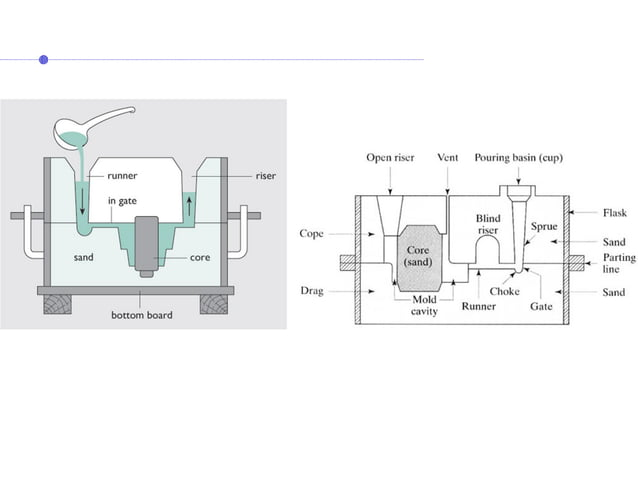 runner
riser
in gate
sand
core
bottom board
Open riser
Vent
Pouring basin (cup)
Flask
Blind
riser
Sprue
Cope
Core
(sand)
Sand
Parting
line
Drag
Choke
Sand
Mold
cavity
Runner
Gate